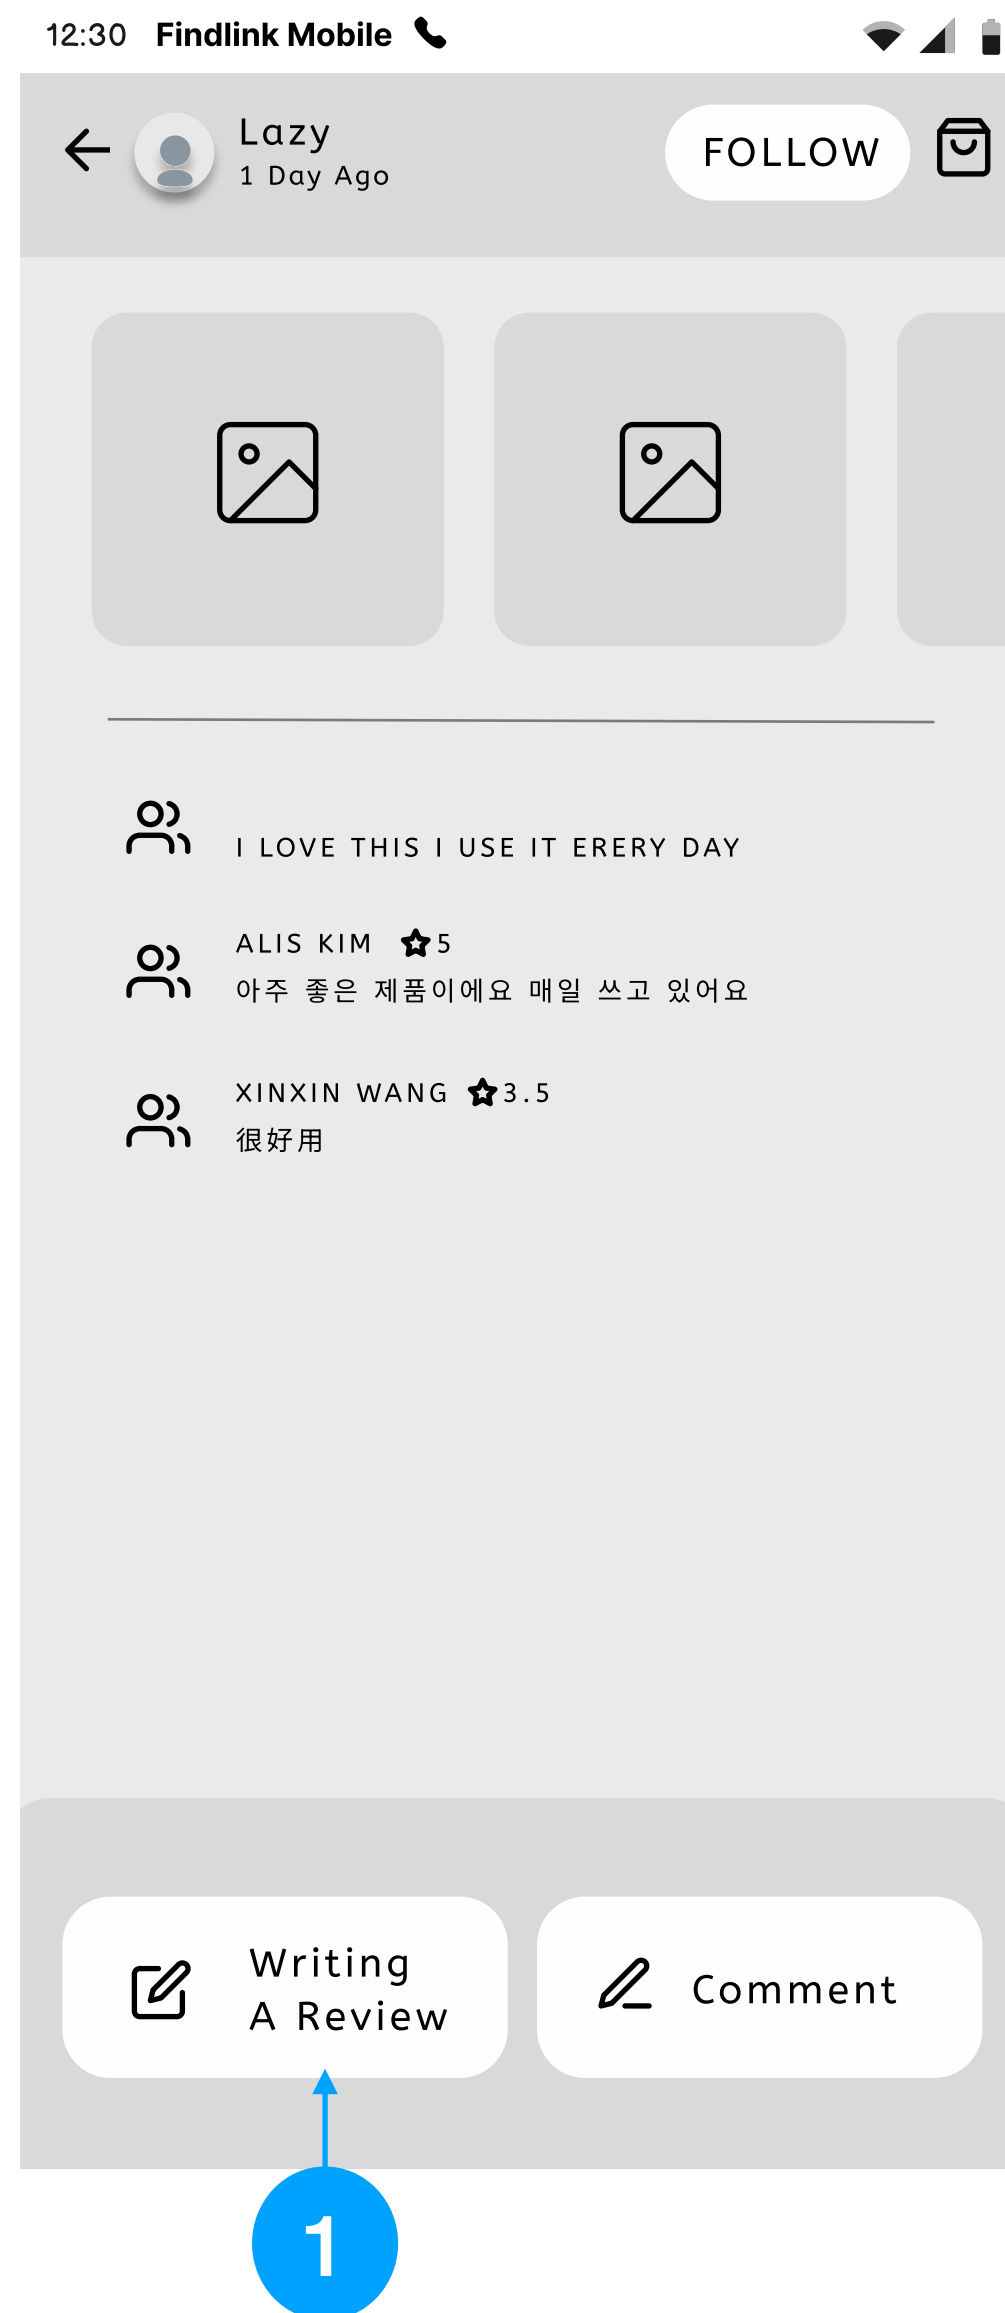 12:30 Findlink Mobile
Lazy
1 Day Ago
FOLLOW
I LOVE THIS I USE IT ERERY DAY
ALIS KIM 5
아주 좋은 제품이에요 매일 쓰고 있어요
XINXIN WANG 3.5
很好用
Writing
A Review
Comment
1